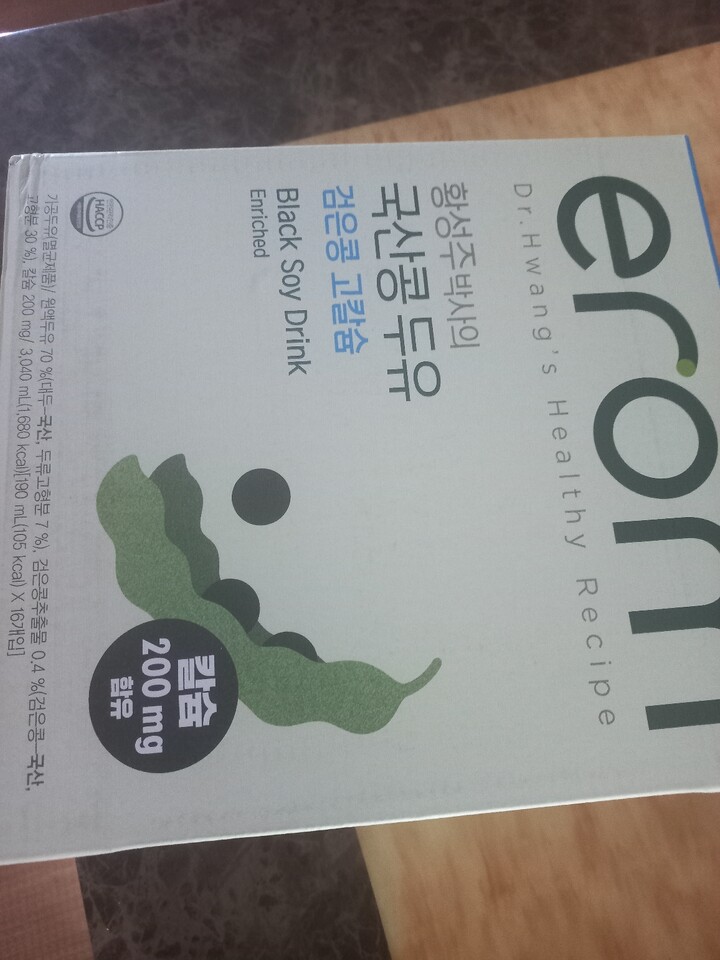 erom
Dr.Hwang's Healthy Recipe
황성주박사의
국산콩 두유
검은콩 고칼슘
Black Soy Drink
Enriched
칼슘
200 mg
함유
HACCP
가공두유(멸균제품)/ 원액두유 70 %(대두-국산, 두류고형분 7 %), 검은콩추출물 0.4 %(검은콩-국산,
고형분 30 %), 칼슘 200 mg/ 3,040 mL(1,680 kcal)[190 mL(105 kcal) X 16개입]